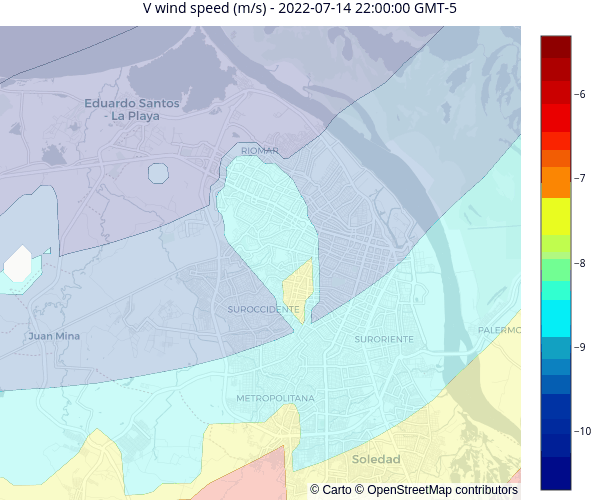 V wind speed (m/s) - 2022-07-14 22:00:00 GMT-5
Eduardo Santos
- La Playa
RIOMAR
SUROCCIDENTE
Juan Mina
SURORIENTE
PALERMO
METROPOLITANA
Soledad
© Carto © OpenStreetMap contributors
−6
−7
−8
−9
−10